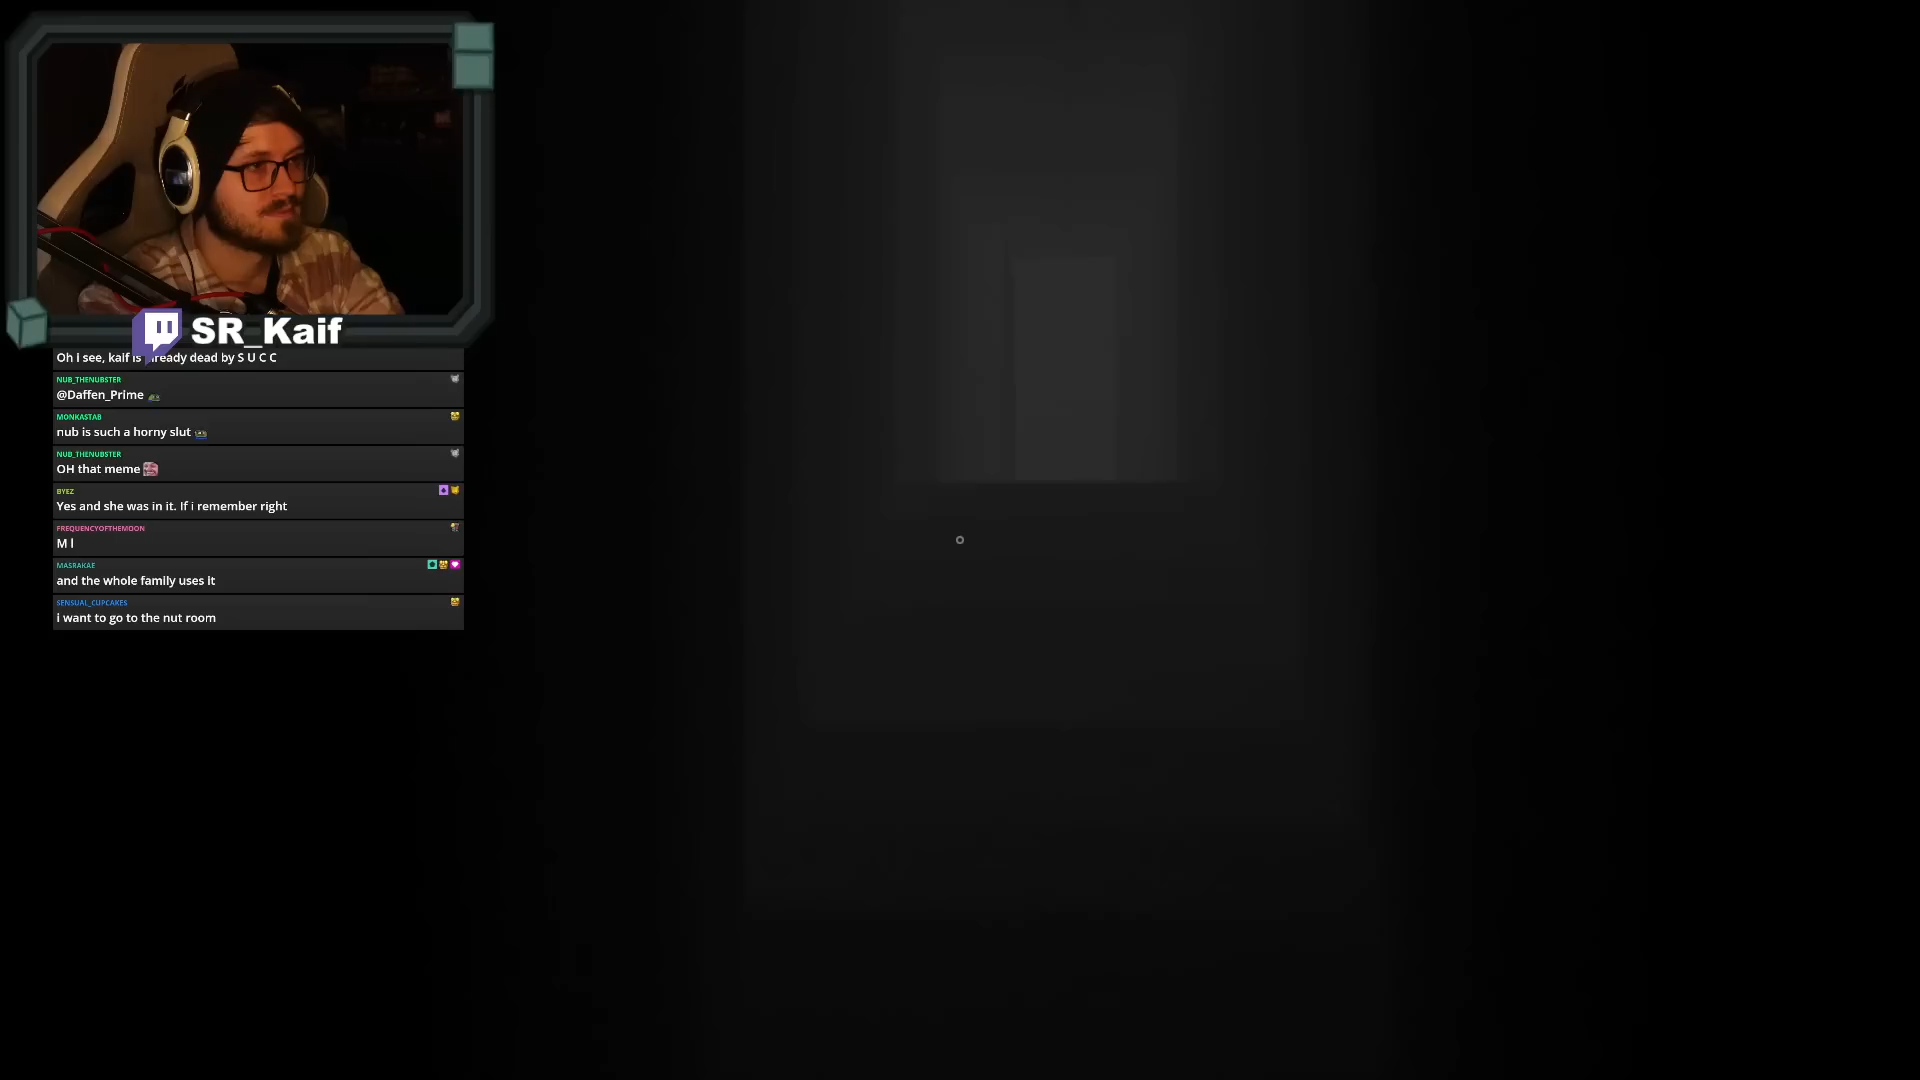 SR_Kaif
Oh I see, kaif is already dead by S U C C
NUB_THENUBSTER
@Daffen_Prime
MONKASTAB
nub is such a horny slut
NUB_THENUBSTER
OH that meme
BYEZ
Yes and she was in it. If i remember right
FREQUENCYOFTHEMOON
M l
MASRAKAE
and the whole family uses it
SENSUAL_CUPCAKES
i want to go to the nut room